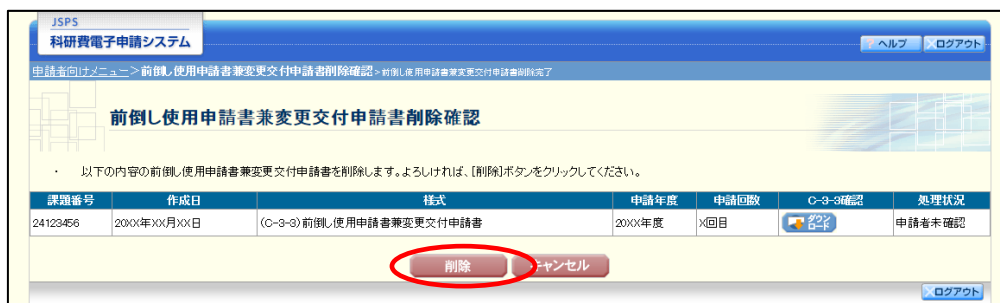 JSPS
科研費電子申請システム
? ヘルプ ×ログアウト
申請者向けメニュー>前倒し使用申請書兼変更交付申請書削除確認>前倒し使用申請書兼変更交付申請書削除完了
前倒し使用申請書兼変更交付申請書削除確認
・ 以下の内容の前倒し使用申請書兼変更交付申請書を削除します。よろしければ、[削除]ボタンをクリックしてください。
課題番号 作成日 様式 申請年度 申請回数 C-3-3確認 処理状況
24123456 20XX年XX月XX日 (C-3-3)前倒し使用申請書兼変更交付申請書 20XX年度 X回目 ダウンロード 申請者未確認
削除 キャンセル
×ログアウト